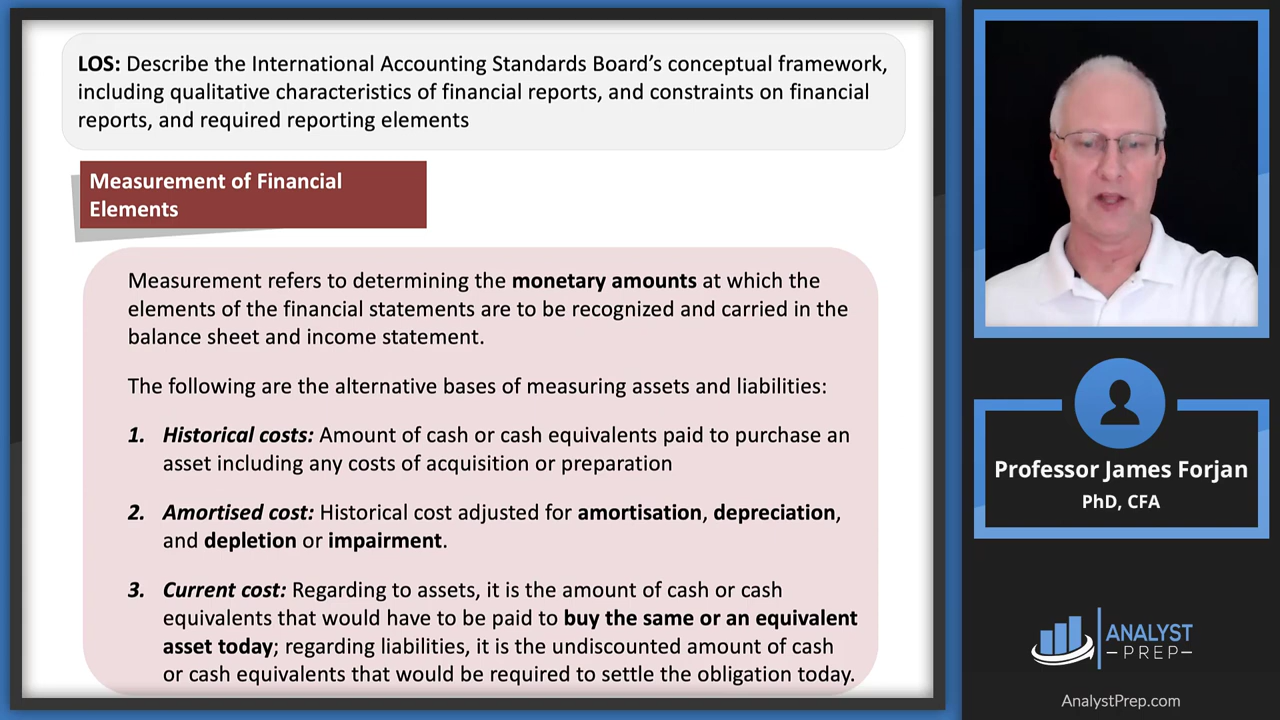 LOS: Describe the International Accounting Standards Board’s conceptual framework,
including qualitative characteristics of financial reports, and constraints on financial
reports, and required reporting elements
Measurement of Financial
Elements
Measurement refers to determining the monetary amounts at which the
elements of the financial statements are to be recognized and carried in the
balance sheet and income statement.
The following are the alternative bases of measuring assets and liabilities:
1. Historical costs: Amount of cash or cash equivalents paid to purchase an
asset including any costs of acquisition or preparation
2. Amortised cost: Historical cost adjusted for amortisation, depreciation,
and depletion or impairment.
3. Current cost: Regarding to assets, it is the amount of cash or cash
equivalents that would have to be paid to buy the same or an equivalent
asset today; regarding liabilities, it is the undiscounted amount of cash
or cash equivalents that would be required to settle the obligation today.
Professor James Forjan
PhD, CFA
ANALYST
–PREP–
AnalystPrep.com